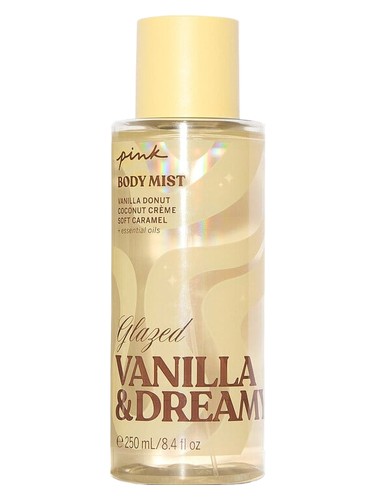 pink
BODY MIST
VANILLA DONUT
COCONUT CRÈME
SOFT CARAMEL
+ essential oils
Glazed
VANILLA
&DREAMY
℮ 250 mL/8.4 fl oz